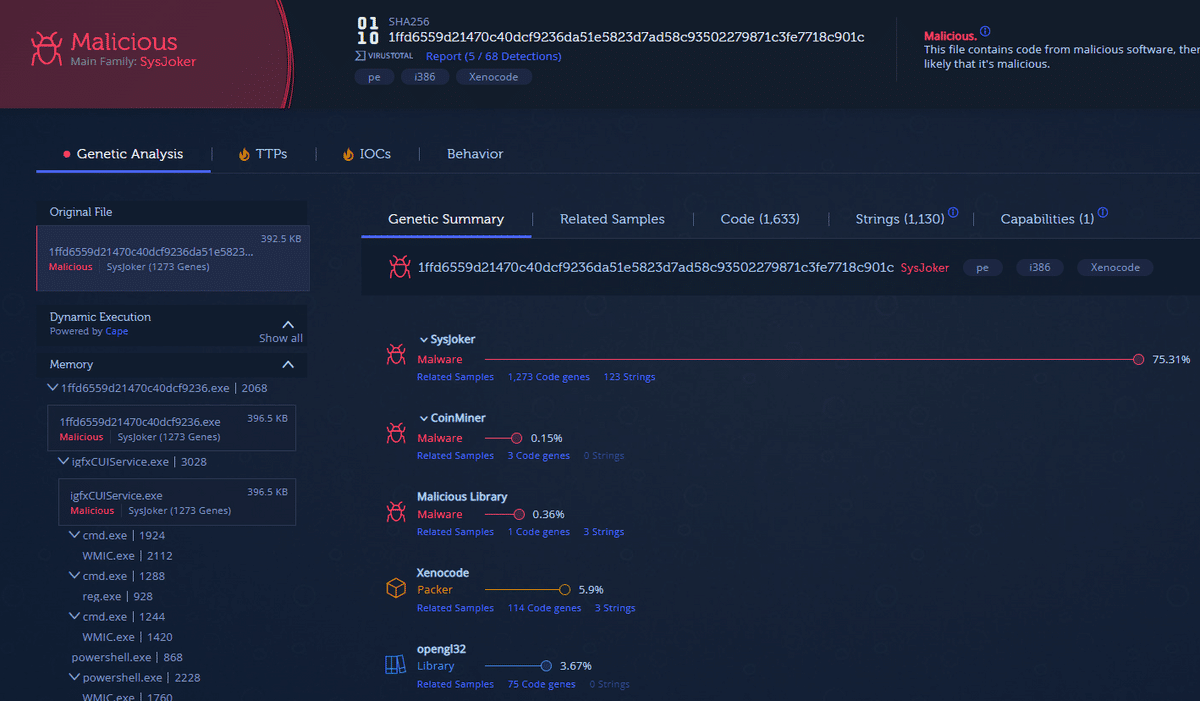 Malicious
Main Family: SysJoker
01
10
SHA256
1ffd6559d21470c40dcf9236da51e5823d7ad58c93502279871c3fe7718c901c
VIRUSTOTAL Report (5 / 68 Detections)
pe i386 Xenocode
Malicious.
This file contains code from malicious software, ther
likely that it's malicious.
Genetic Analysis TTPs IOCs Behavior
Original File
392.5 KB
1ffd6559d21470c40dcf9236da51e5823...
Malicious SysJoker (1273 Genes)
Dynamic Execution
Powered by Cape
Show all
Memory
1ffd6559d21470c40dcf9236.exe | 2068
1ffd6559d21470c40dcf9236.exe 396.5 KB
Malicious SysJoker (1273 Genes)
igfxCUIService.exe | 3028
igfxCUIService.exe 396.5 KB
Malicious SysJoker (1273 Genes)
cmd.exe | 1924
WMIC.exe | 2112
cmd.exe | 1288
reg.exe | 928
cmd.exe | 1244
WMIC.exe | 1420
powershell.exe | 868
powershell.exe | 2228
WMIC.exe | 1760
Genetic Summary Related Samples Code (1,633) Strings (1,130) Capabilities (1)
1ffd6559d21470c40dcf9236da51e5823d7ad58c93502279871c3fe7718c901c SysJoker pe i386 Xenocode
SysJoker
Malware 75.31%
Related Samples 1,273 Code genes 123 Strings
CoinMiner
Malware 0.15%
Related Samples 3 Code genes 0 Strings
Malicious Library
Malware 0.36%
Related Samples 1 Code genes 3 Strings
Xenocode
Packer 5.9%
Related Samples 114 Code genes 3 Strings
opengl32
Library 3.67%
Related Samples 75 Code genes 0 Strings